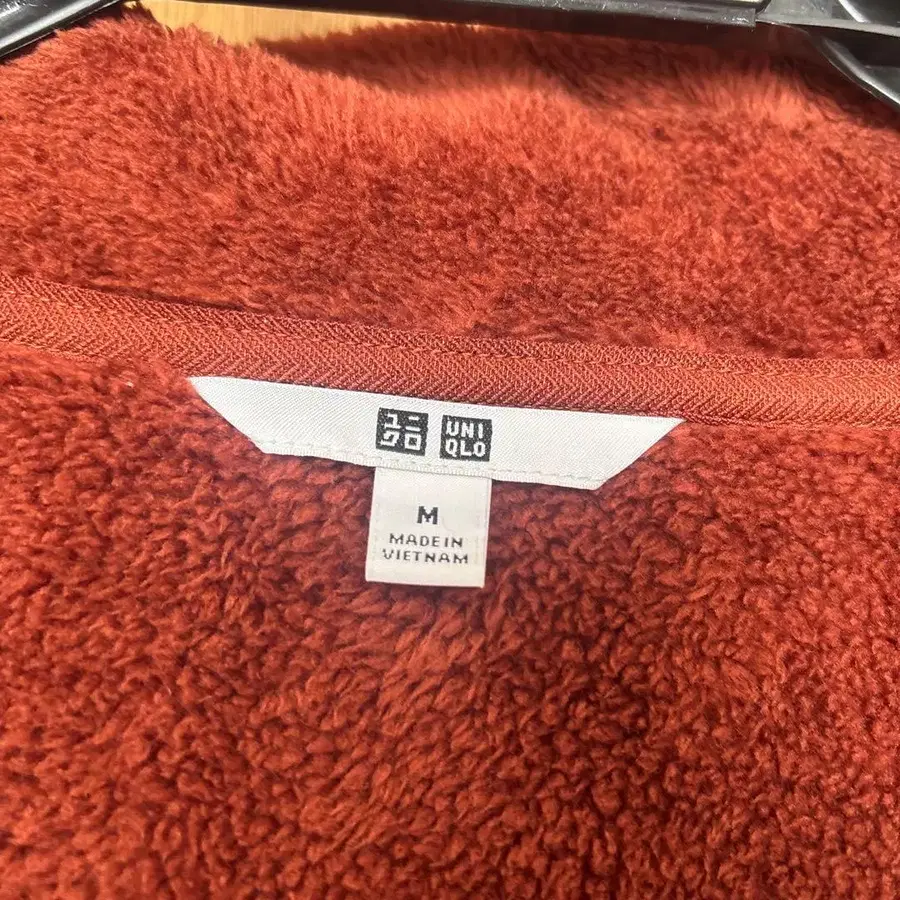 ユニ UNI
クロ QLO
M
MADE IN
VIETNAM